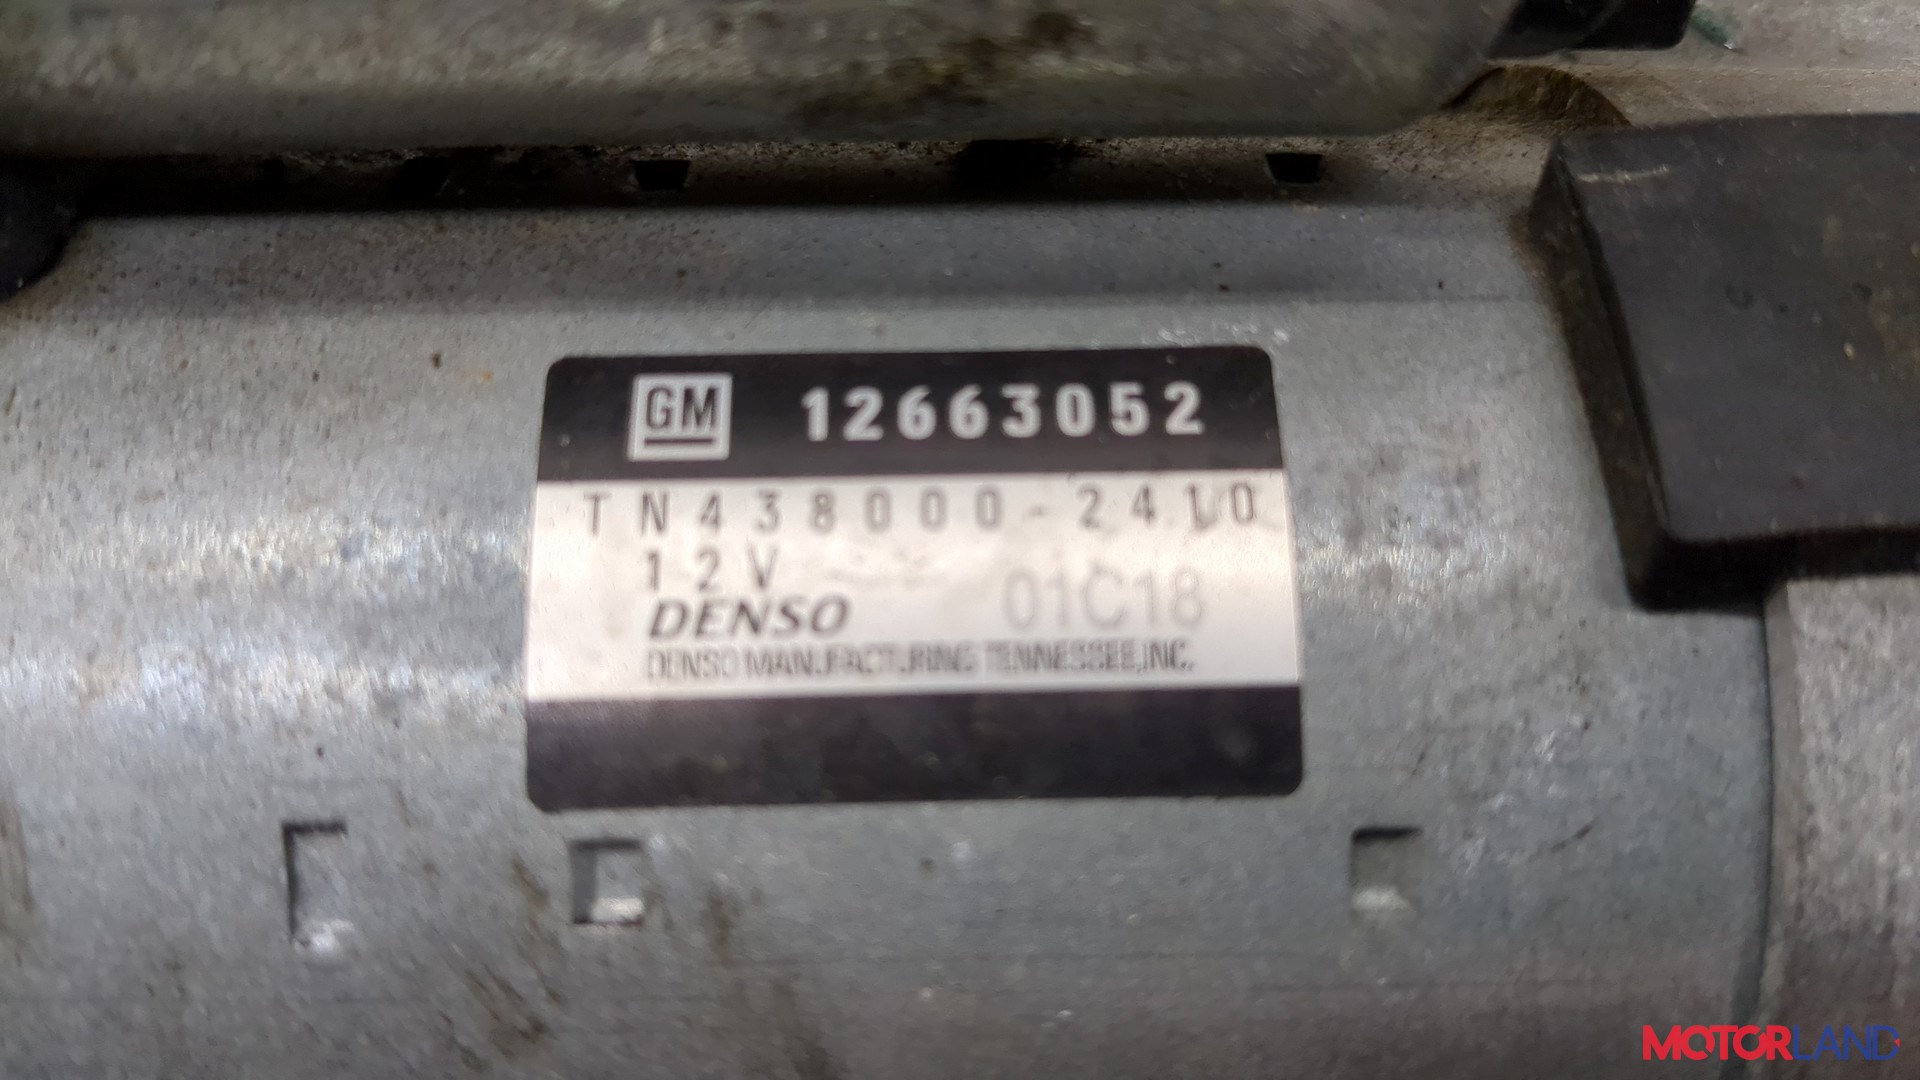 GM 12663052
TN438000-2410
12V
DENSO 01C18
DENSO MANUFACTURING TENNESSEE,INC.
MOTORLAND